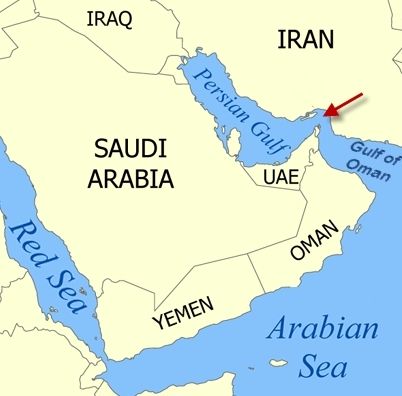 IRAQ
IRAN
Persian Gulf
SAUDI
ARABIA
UAE
Gulf of
Oman
OMAN
Red Sea
YEMEN
Arabian
Sea